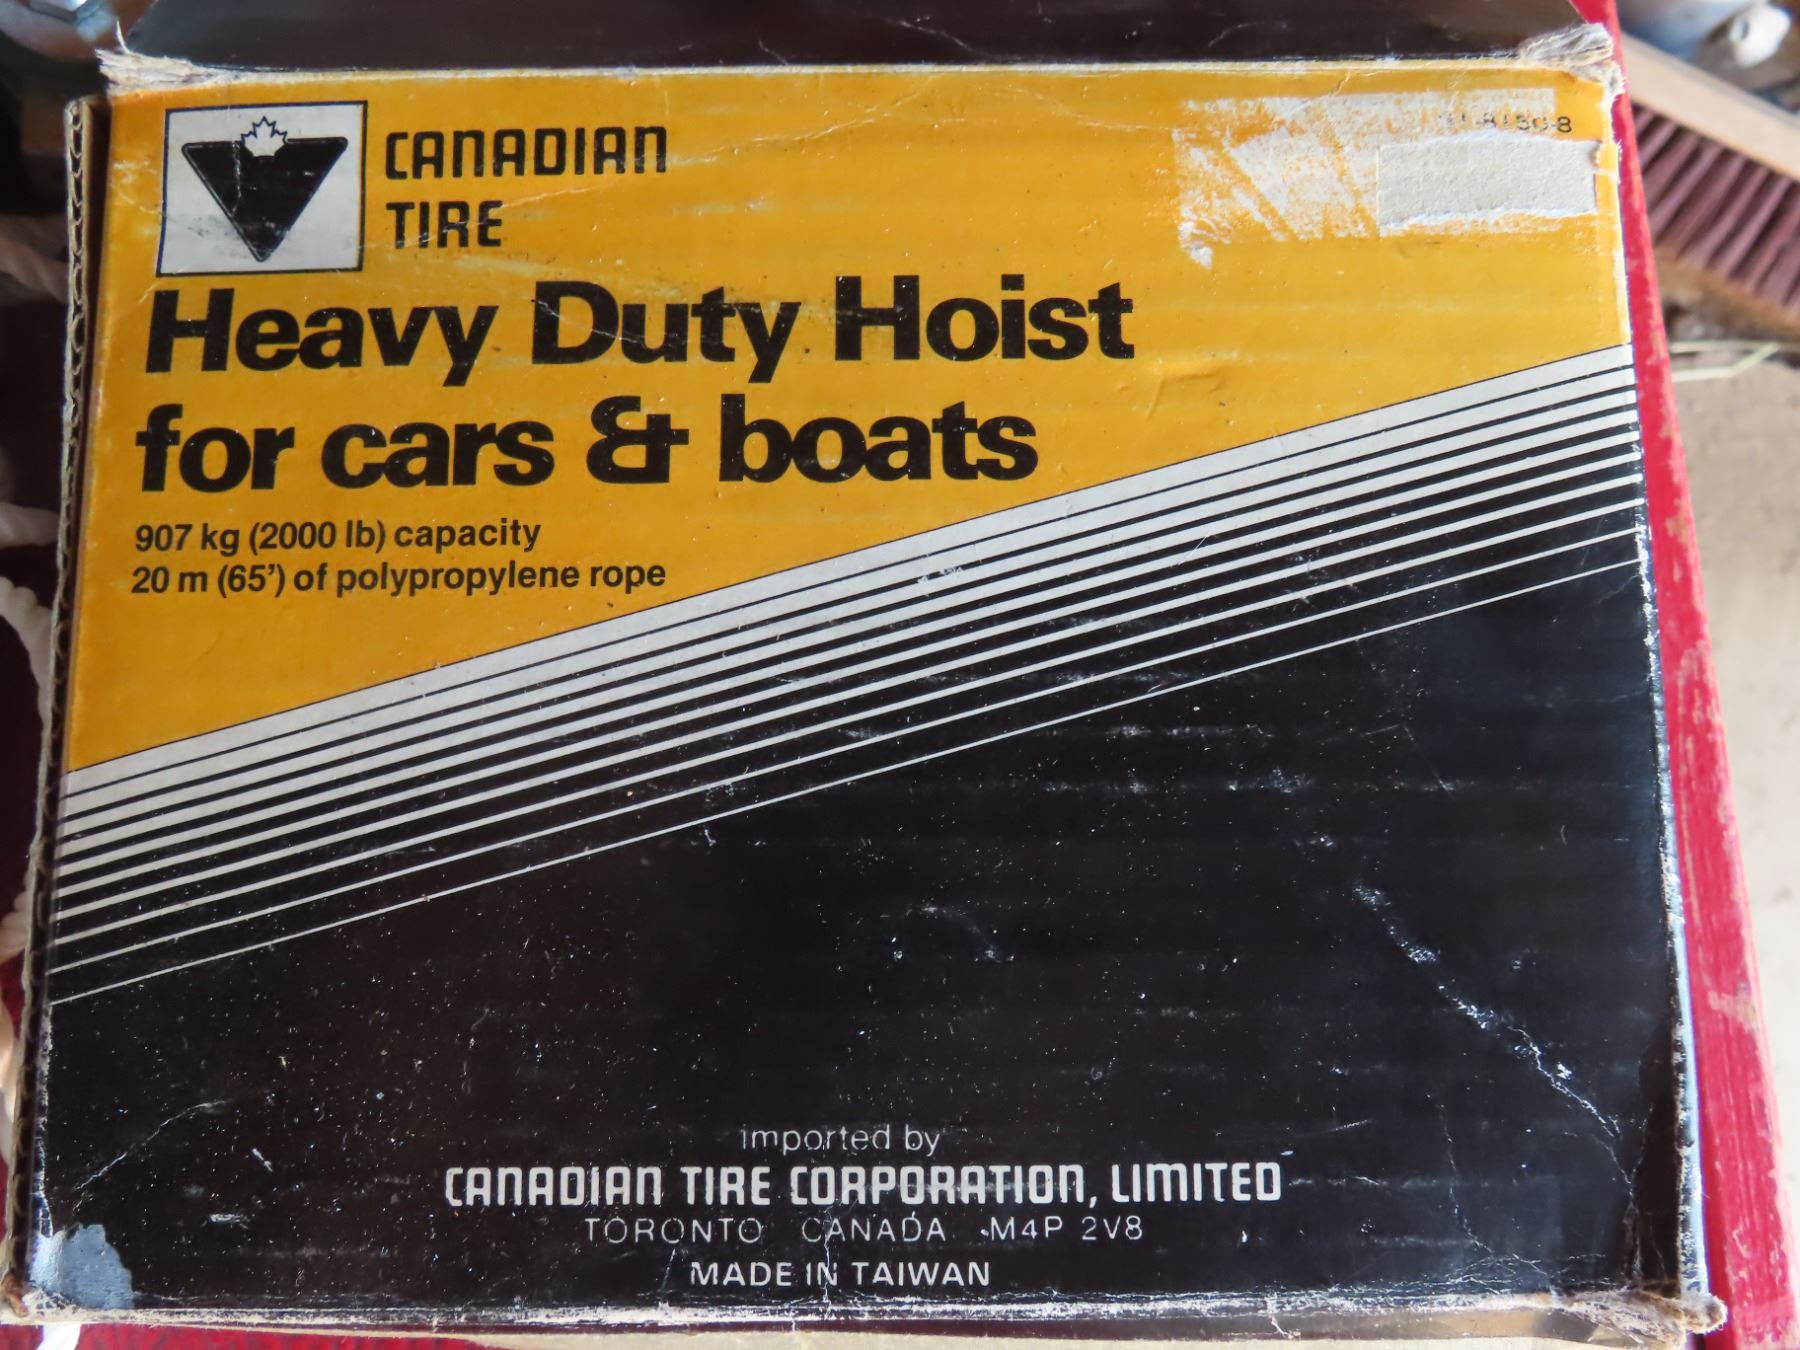 CANADIAN
TIRE
Heavy Duty Hoist
for cars & boats
907 kg (2000 lb) capacity
20 m (65') of polypropylene rope
imported by
CANADIAN TIRE CORPORATION, LIMITED
TORONTO CANADA M4P 2V8
MADE IN TAIWAN